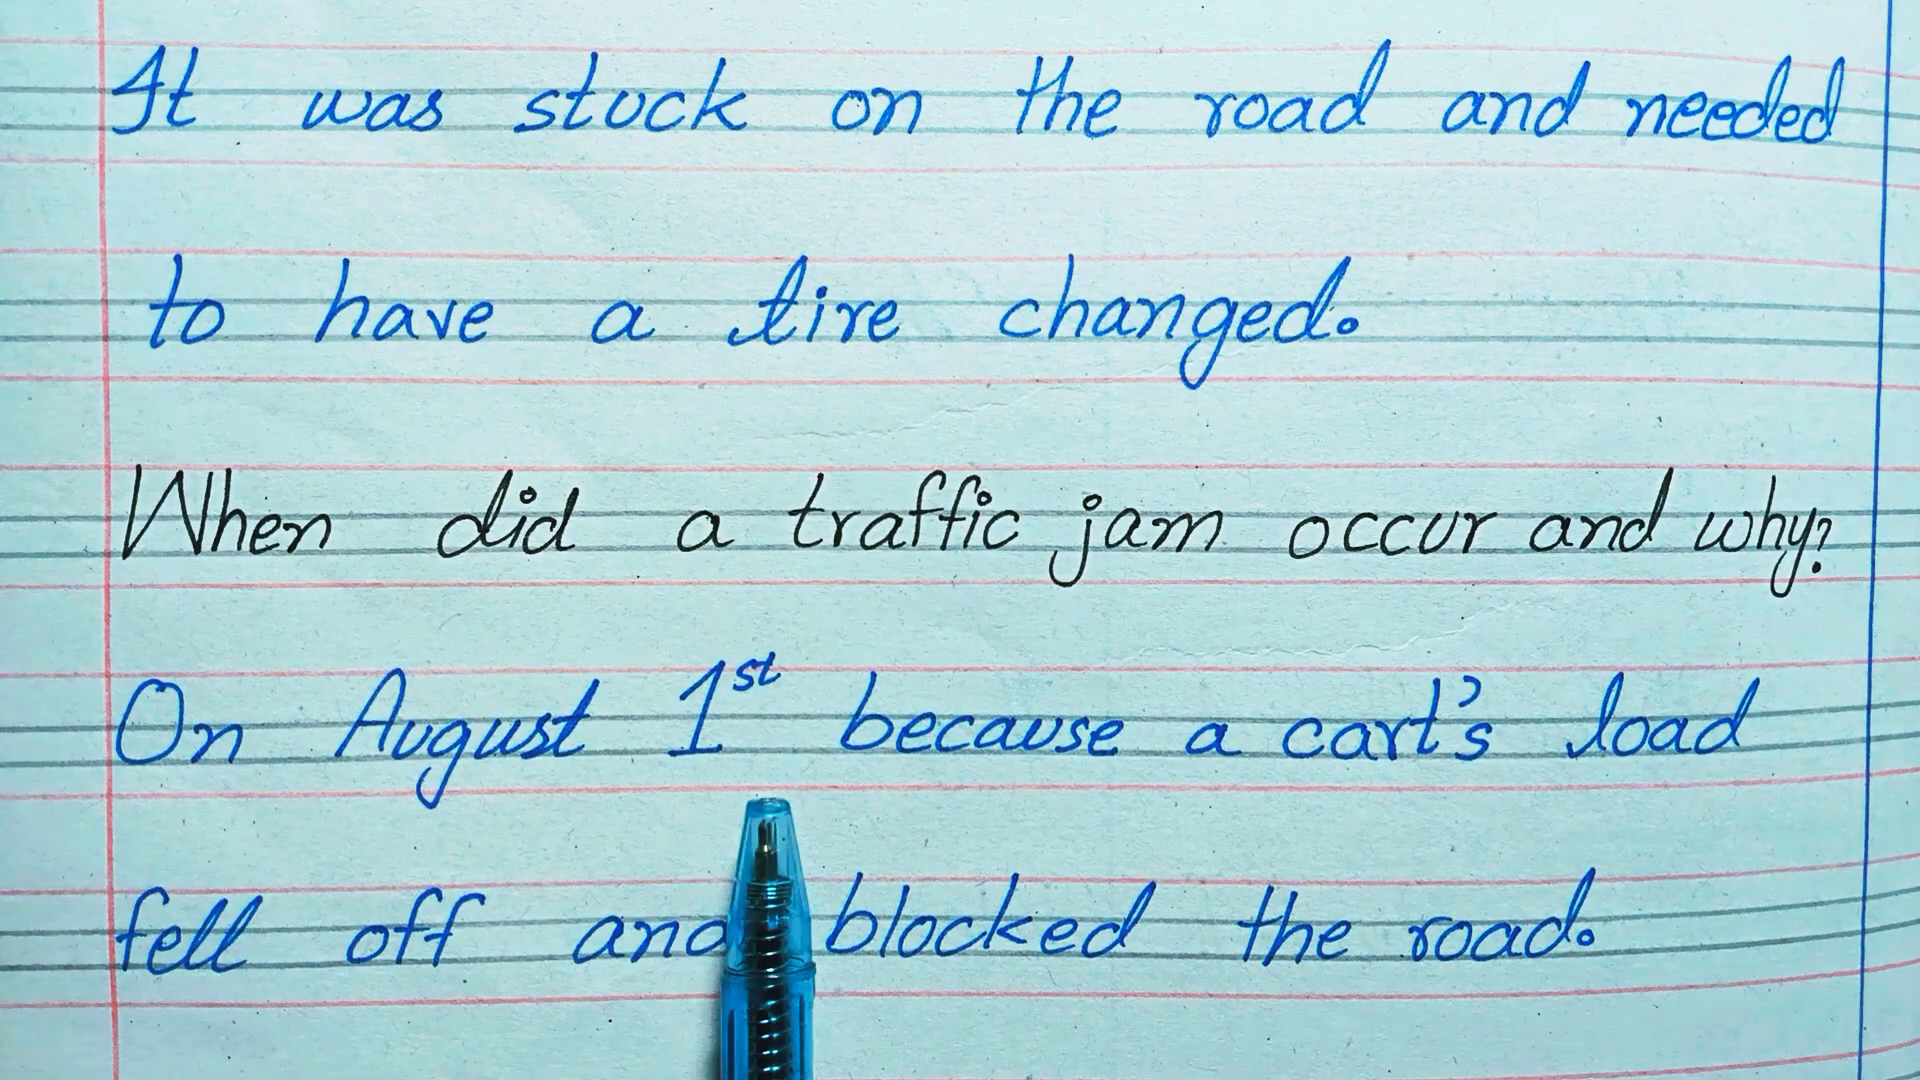 It was stuck on the road and needed
to have a tire changed.
When did a traffic jam occur and why?
On August 1st because a cart's load
fell off and blocked the road.